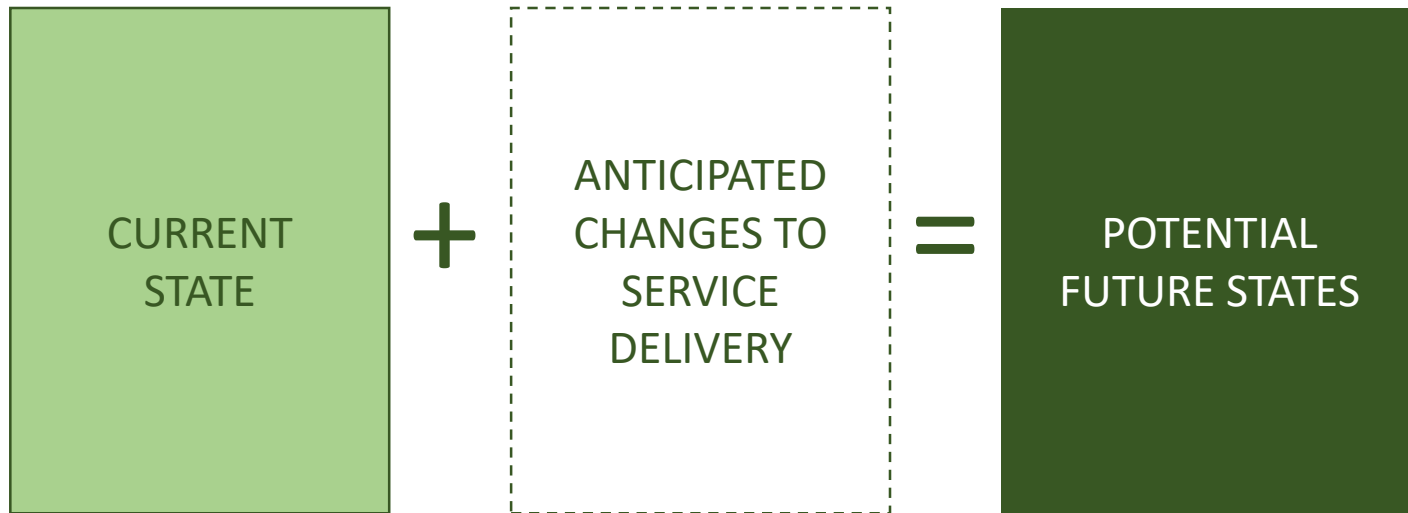 CURRENT
STATE
+
ANTICIPATED
CHANGES TO
SERVICE
DELIVERY
=
POTENTIAL
FUTURE STATES